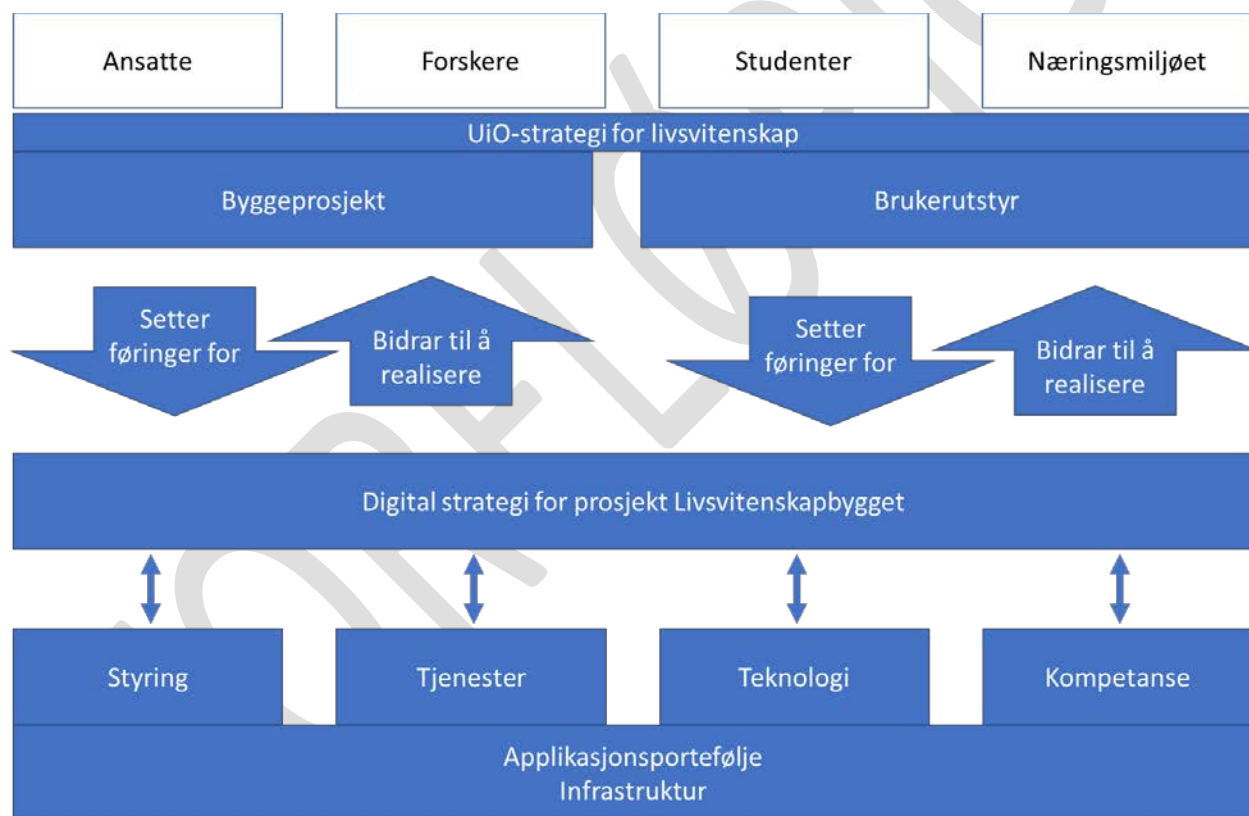 Ansatte
Forskere
Studenter
Næringsmiljøet
UiO-strategi for livsvitenskap
Byggeprosjekt
Brukerutstyr
Setter
føringer for
Bidrar til å
realisere
Setter
føringer for
Bidrar til å
realisere
Digital strategi for prosjekt Livsvitenskapbygget
Styring
Tjenester
Teknologi
Kompetanse
Applikasjonsportefølje
Infrastruktur